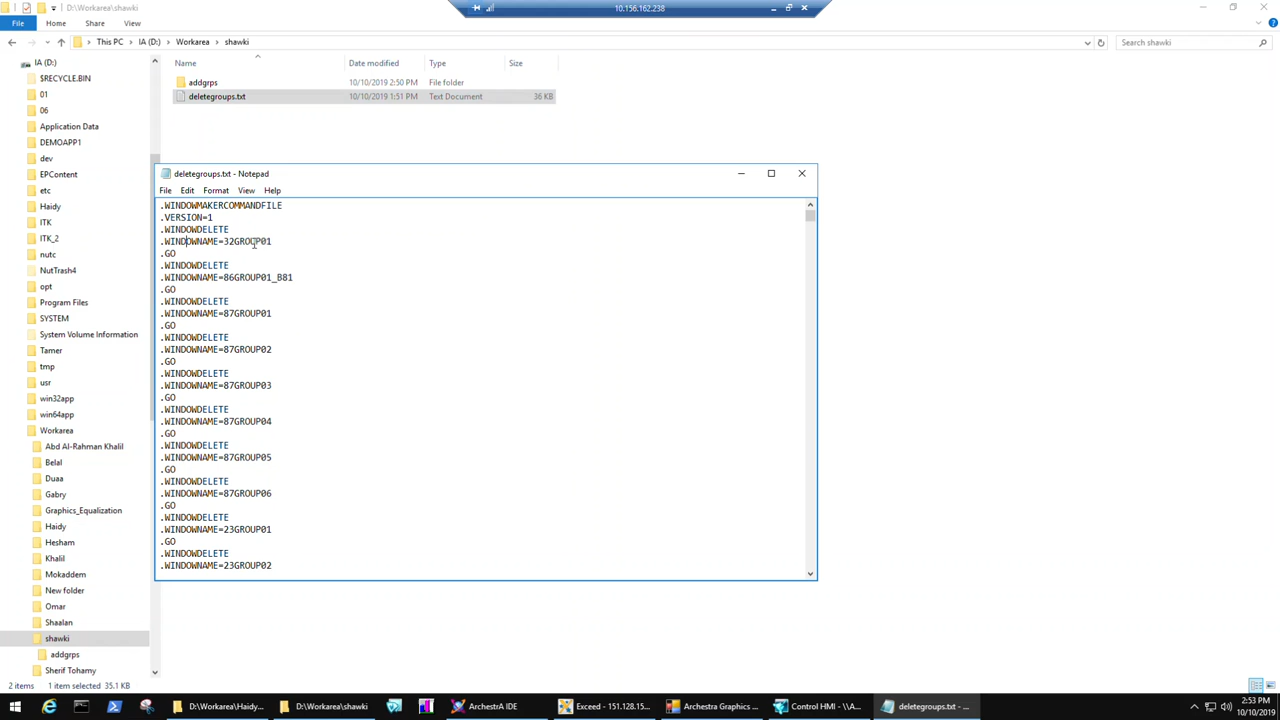 D:\Workarea\shawki
10.156.162.238
File
Home
Share
View
This PC
IA (D:)
Workarea
shawki
Search shawki
IA (D:)
$RECYCLE.BIN
01
06
Application Data
DEMOAPP1
dev
EPContent
etc
Haidy
ITK
ITK_2
nutc
NutTrash4
opt
Program Files
SYSTEM
System Volume Information
Tamer
tmp
usr
win32app
win64app
Workarea
Abd Al-Rahman Khalil
Belal
Duaa
Gabry
Graphics_Equalization
Haidy
Hesham
Khalil
Mokaddem
New folder
Omar
Shaalan
shawki
addgrps
Sherif Tohamy
Name Date modified Type Size
addgrps 10/10/2019 2:50 PM File folder
deletegroups.txt 10/10/2019 1:51 PM Text Document 36 KB
deletegroups.txt - Notepad
File Edit Format View Help
.WINDOWMAKERCOMMANDFILE
.VERSION=1
.WINDOWDELETE
.WINDOWNAME=32GROUP01
.GO
.WINDOWDELETE
.WINDOWNAME=86GROUP01_B81
.GO
.WINDOWDELETE
.WINDOWNAME=87GROUP01
.GO
.WINDOWDELETE
.WINDOWNAME=87GROUP02
.GO
.WINDOWDELETE
.WINDOWNAME=87GROUP03
.GO
.WINDOWDELETE
.WINDOWNAME=87GROUP04
.GO
.WINDOWDELETE
.WINDOWNAME=87GROUP05
.GO
.WINDOWDELETE
.WINDOWNAME=87GROUP06
.GO
.WINDOWDELETE
.WINDOWNAME=23GROUP01
.GO
.WINDOWDELETE
.WINDOWNAME=23GROUP02
2 items
1 item selected 35.1 KB
D:\Workarea\Haidy...
D:\Workarea\shawki
ArchestrA IDE
Exceed - 151.128.15...
Archestra Graphics ...
Control HMI - \\A...
deletegroups.txt - ...
2:53 PM
10/10/2019